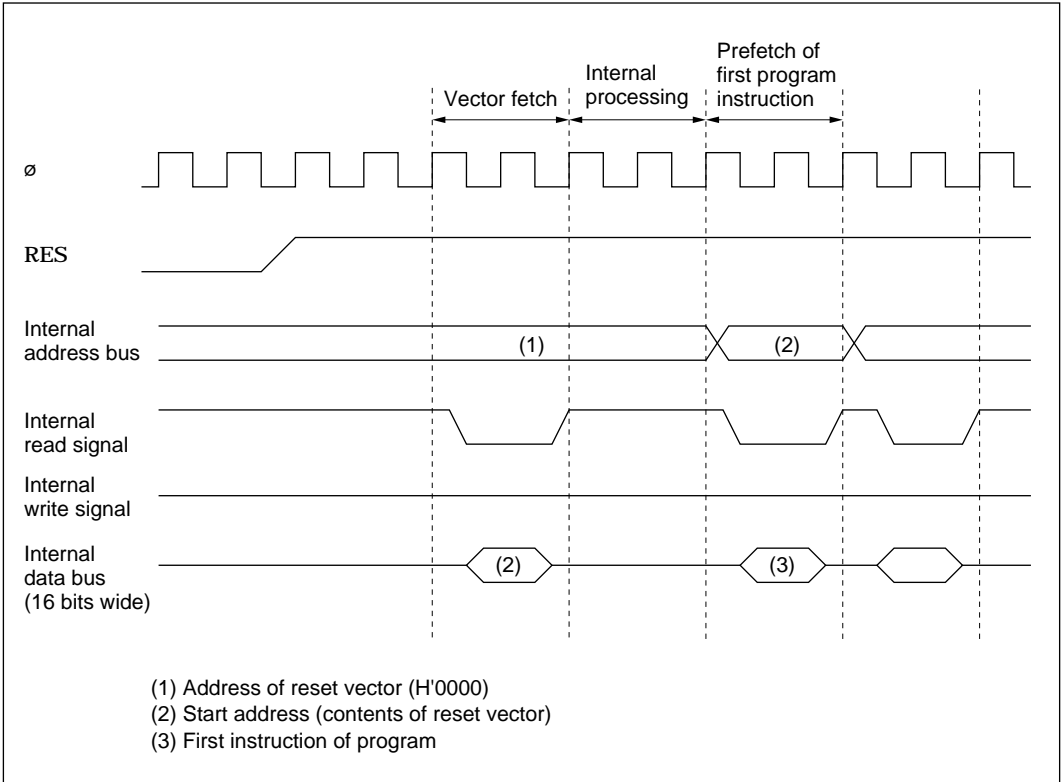 Vector fetch
Internal
processing
Prefetch of
first program
instruction
ø
RES
Internal
address bus
(1)
(2)
Internal
read signal
Internal
write signal
Internal
data bus
(16 bits wide)
(2)
(3)
(1) Address of reset vector (H'0000)
(2) Start address (contents of reset vector)
(3) First instruction of program